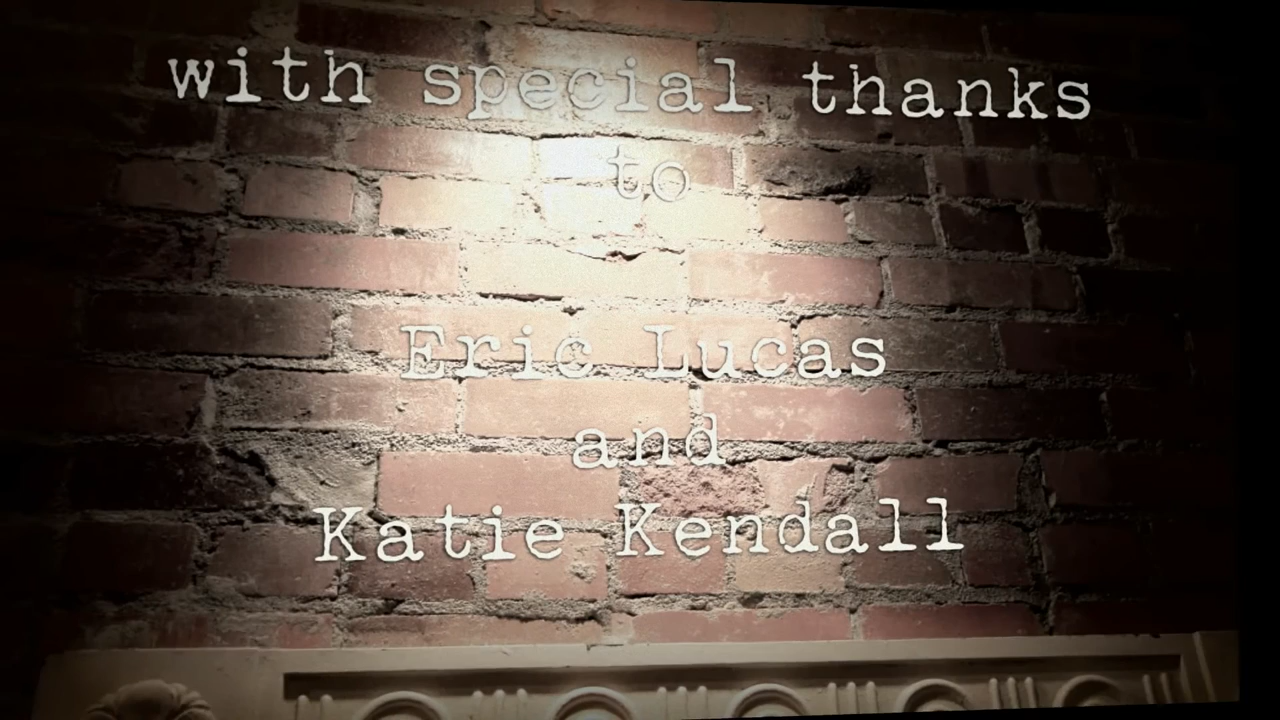 with special thanks
to
Eric Lucas
and
Katie Kendall